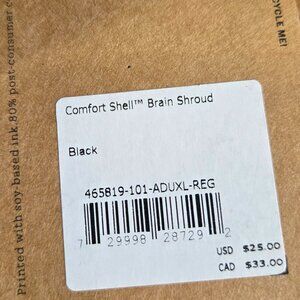 Comfort Shell™ Brain Shroud
Black
465819-101-ADUXL-REG
7 29998 28729 2
USD $25.00
CAD $33.00
Printed with soy-based ink. 80% post-consumer
ME!